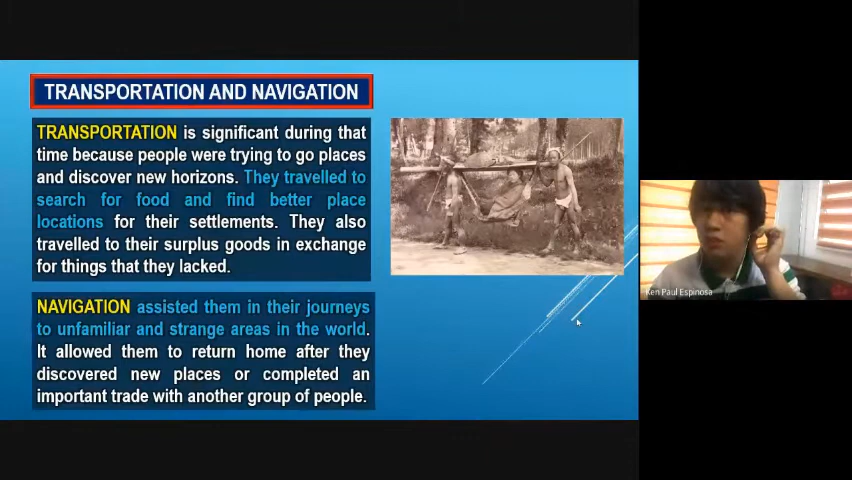 TRANSPORTATION AND NAVIGATION
TRANSPORTATION is significant during that
time because people were trying to go places
and discover new horizons. They travelled to
search for food and find better place
locations for their settlements. They also
travelled to their surplus goods in exchange
for things that they lacked.
NAVIGATION assisted them in their journeys
to unfamiliar and strange areas in the world.
It allowed them to return home after they
discovered new places or completed an
important trade with another group of people.
Ken Paul Espinosa